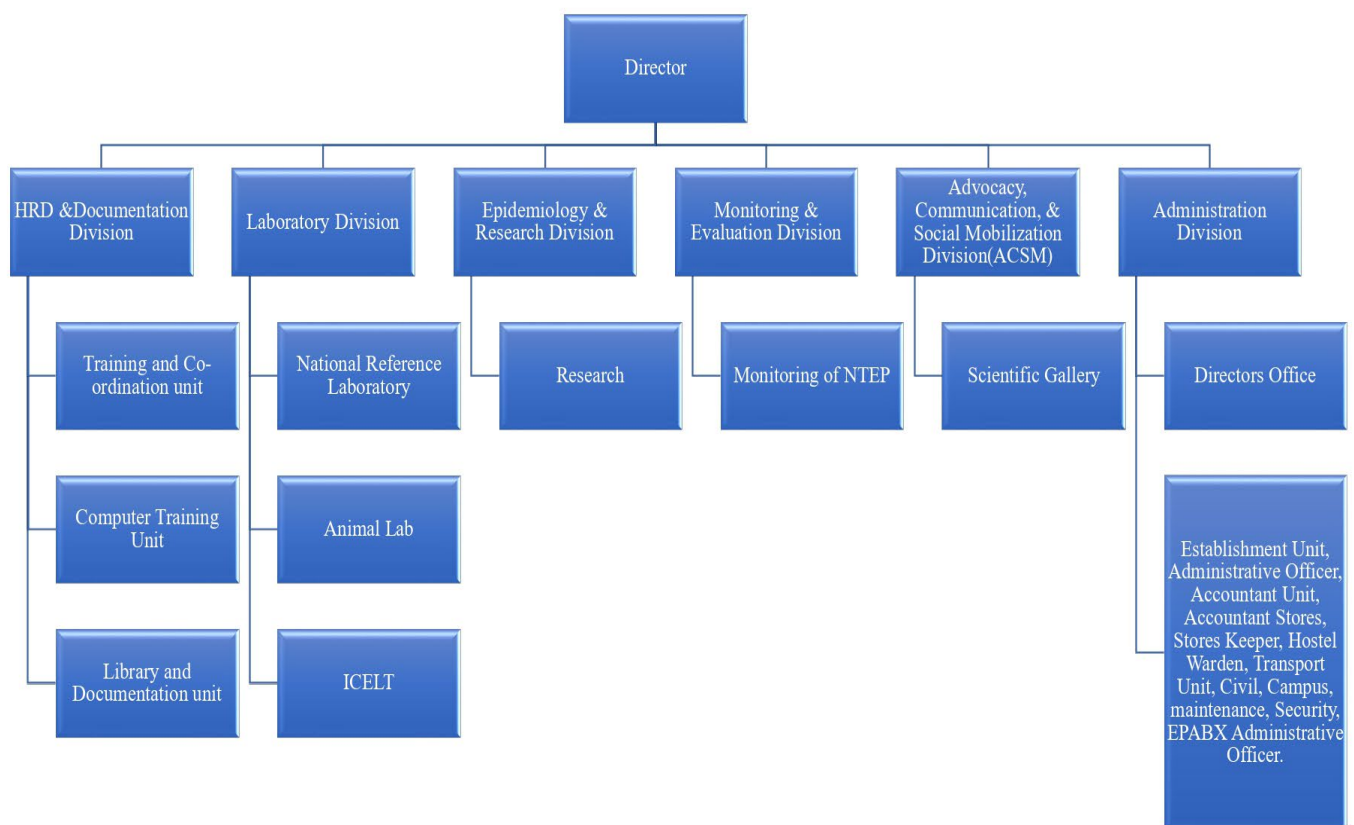 Director
HRD &Documentation
Division
Laboratory Division
Epidemiology &
Research Division
Monitoring &
Evaluation Division
Advocacy,
Communication, &
Social Mobilization
Division(ACSM)
Administration
Division
Training and Co-
ordination unit
National Reference
Laboratory
Research
Monitoring of NTEP
Scientific Gallery
Directors Office
Computer Training
Unit
Animal Lab
Establishment Unit,
Administrative Officer,
Accountant Unit,
Accountant Stores,
Stores Keeper, Hostel
Warden, Transport
Unit, Civil, Campus,
maintenance, Security,
EPABX Administrative
Officer.
Library and
Documentation unit
ICELT